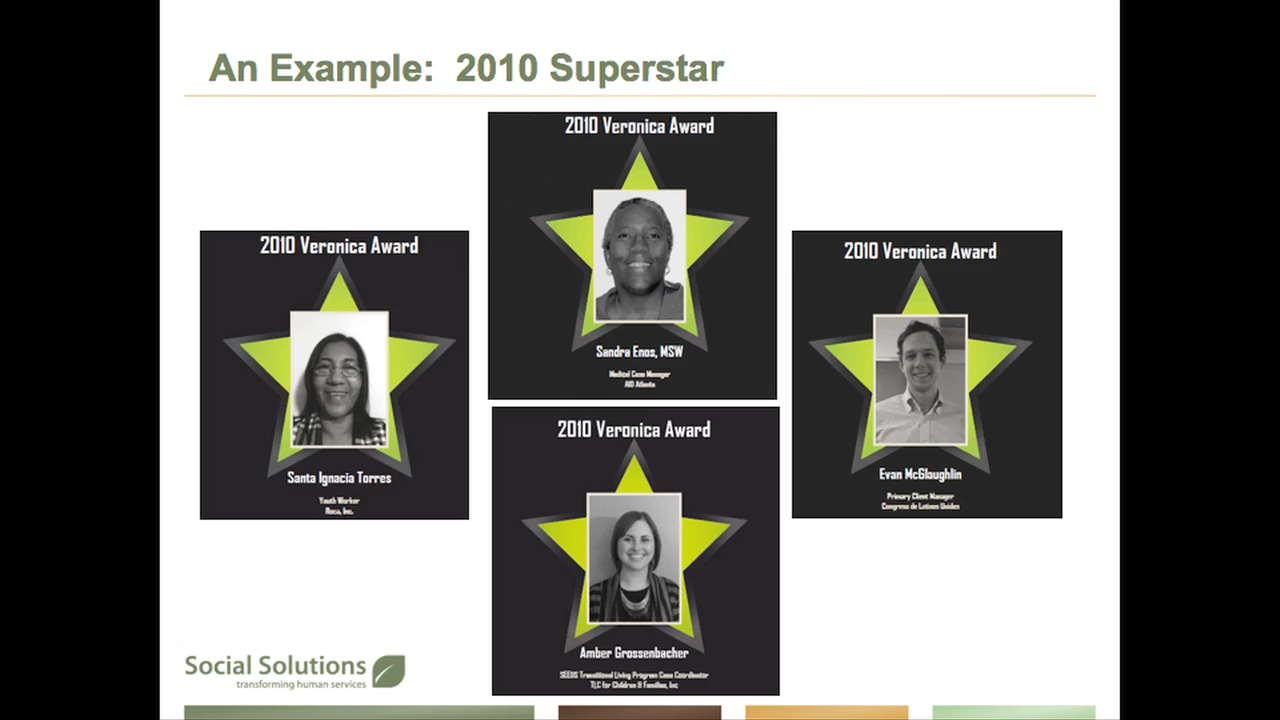 An Example: 2010 Superstar
2010 Veronica Award
Sandra Enos, MSW
Medical Case Manager
AID Atlanta
2010 Veronica Award
Santa Ignacia Torres
Youth Worker
Roca, Inc.
2010 Veronica Award
Evan McGlaughlin
Primary Client Manager
Congreso de Latinos Unidos
2010 Veronica Award
Amber Grossenbacher
SEEDS Transitional Living Program Case Coordinator
TLC for Children & Families, Inc
Social Solutions
transforming human services